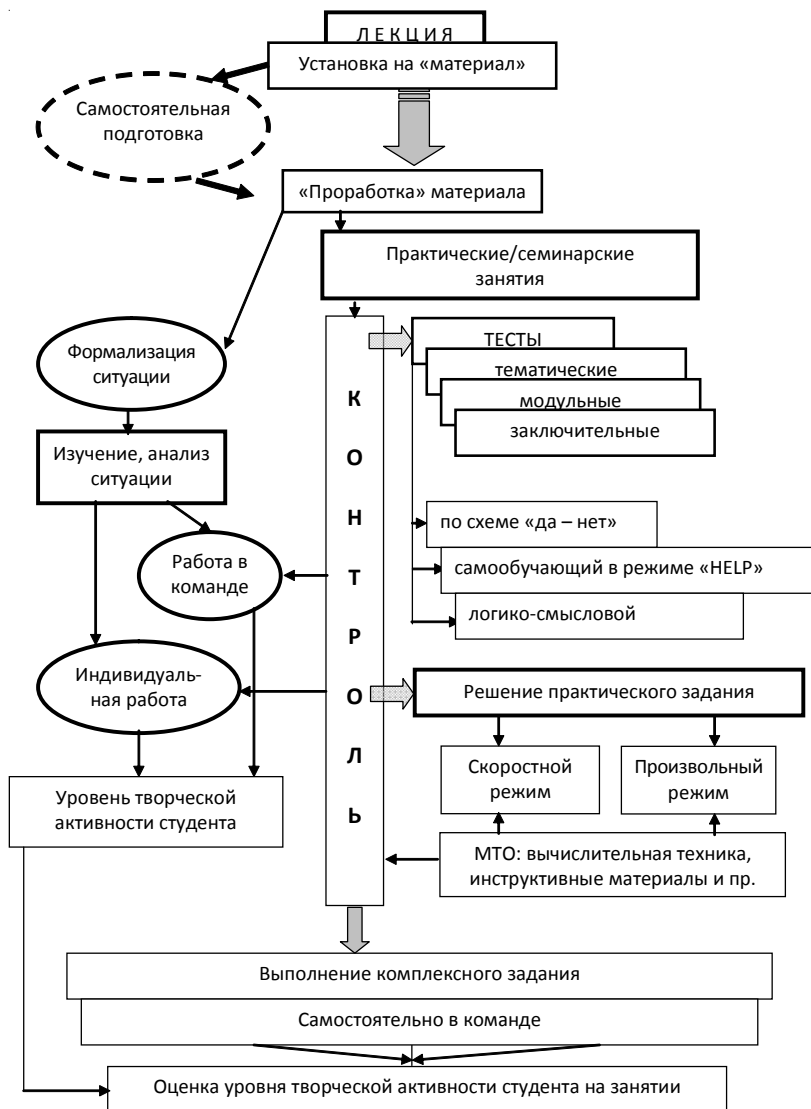 ЛЕКЦИЯ
Установка на «материал»
Самостоятельная
подготовка
«Проработка» материала
Практические/семинарские
занятия
Формализация
ситуации
ТЕСТЫ
тематические
модульные
заключительные
К
О
Н
Т
Р
О
Л
Ь
Изучение, анализ
ситуации
по схеме «да – нет»
Работа в
команде
самообучающий в режиме «HELP»
логико-смысловой
Индивидуаль-
ная работа
Решение практического задания
Скоростной
режим
Произвольный
режим
Уровень творческой
активности студента
МТО: вычислительная техника,
инструктивные материалы и пр.
Выполнение комплексного задания
Самостоятельно в команде
Оценка уровня творческой активности студента на занятии